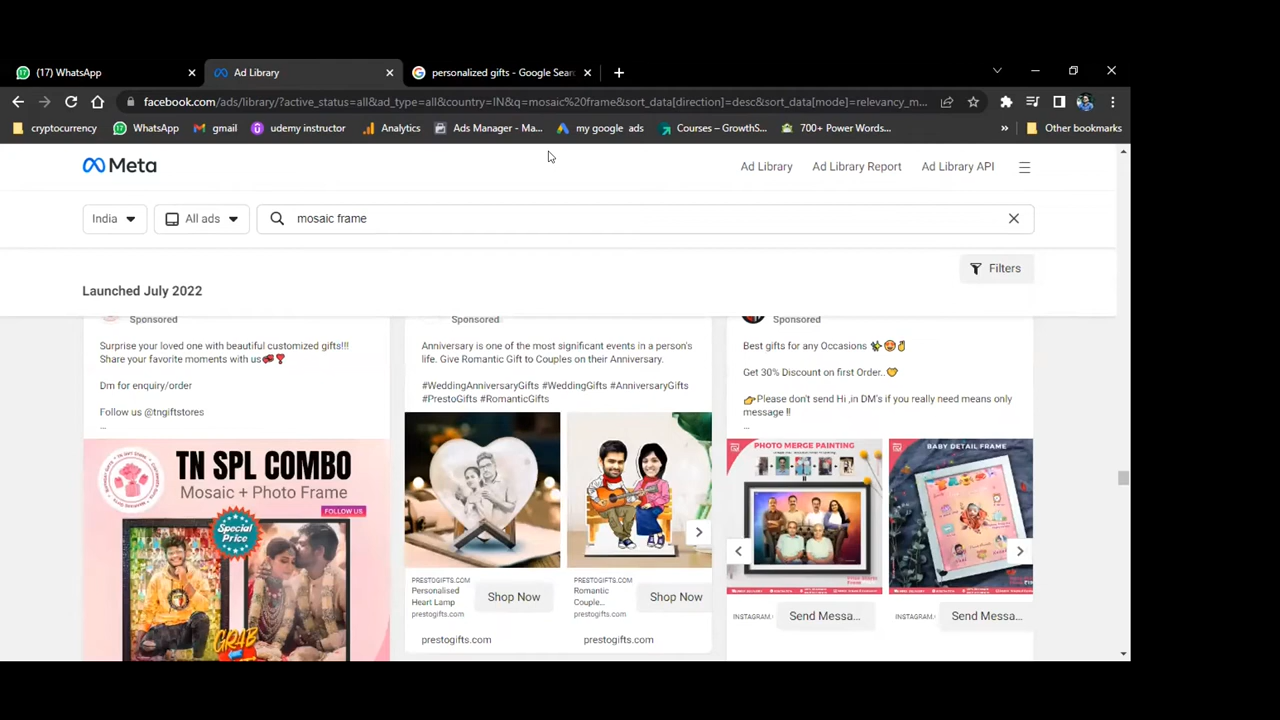 (17) WhatsApp
Ad Library
personalized gifts - Google Sear
facebook.com/ads/library/?active_status=all&ad_type=all&country=IN&q=mosaic%20frame&sort_data[direction]=desc&sort_data[mode]=relevancy_m...
cryptocurrency
WhatsApp
gmail
udemy instructor
Analytics
Ads Manager - Ma...
my google ads
Courses – GrowthS...
700+ Power Words...
»
Other bookmarks
Meta
Ad Library
Ad Library Report
Ad Library API
India
All ads
mosaic frame
Filters
Launched July 2022
Sponsored
Surprise your loved one with beautiful customized gifts!!!
Share your favorite moments with us💕❣️
Dm for enquiry/order
Follow us @tngiftstores
...
TN SPL COMBO
Mosaic + Photo Frame
FOLLOW US
Special
Price
GRAB
Sponsored
Anniversary is one of the most significant events in a person's
life. Give Romantic Gift to Couples on their Anniversary.
#WeddingAnniversaryGifts #WeddingGifts #AnniversaryGifts
#PrestoGifts #RomanticGifts
PRESTOGIFTS.COM
Personalised
Heart Lamp
prestogifts.com
Shop Now
prestogifts.com
PRESTOGIFTS.COM
Romantic
Couple...
prestogifts.com
Shop Now
prestogifts.com
Sponsored
Best gifts for any Occasions ✨😍✌
Get 30% Discount on first Order..💛
👉Please don't send Hi ,in DM's if you really need means only
message !!
...
PHOTO MERGE PAINTING
BABY DETAIL FRAME
INSTAGRAM.
Send Messa...
INSTAGRAM.
Send Messa...